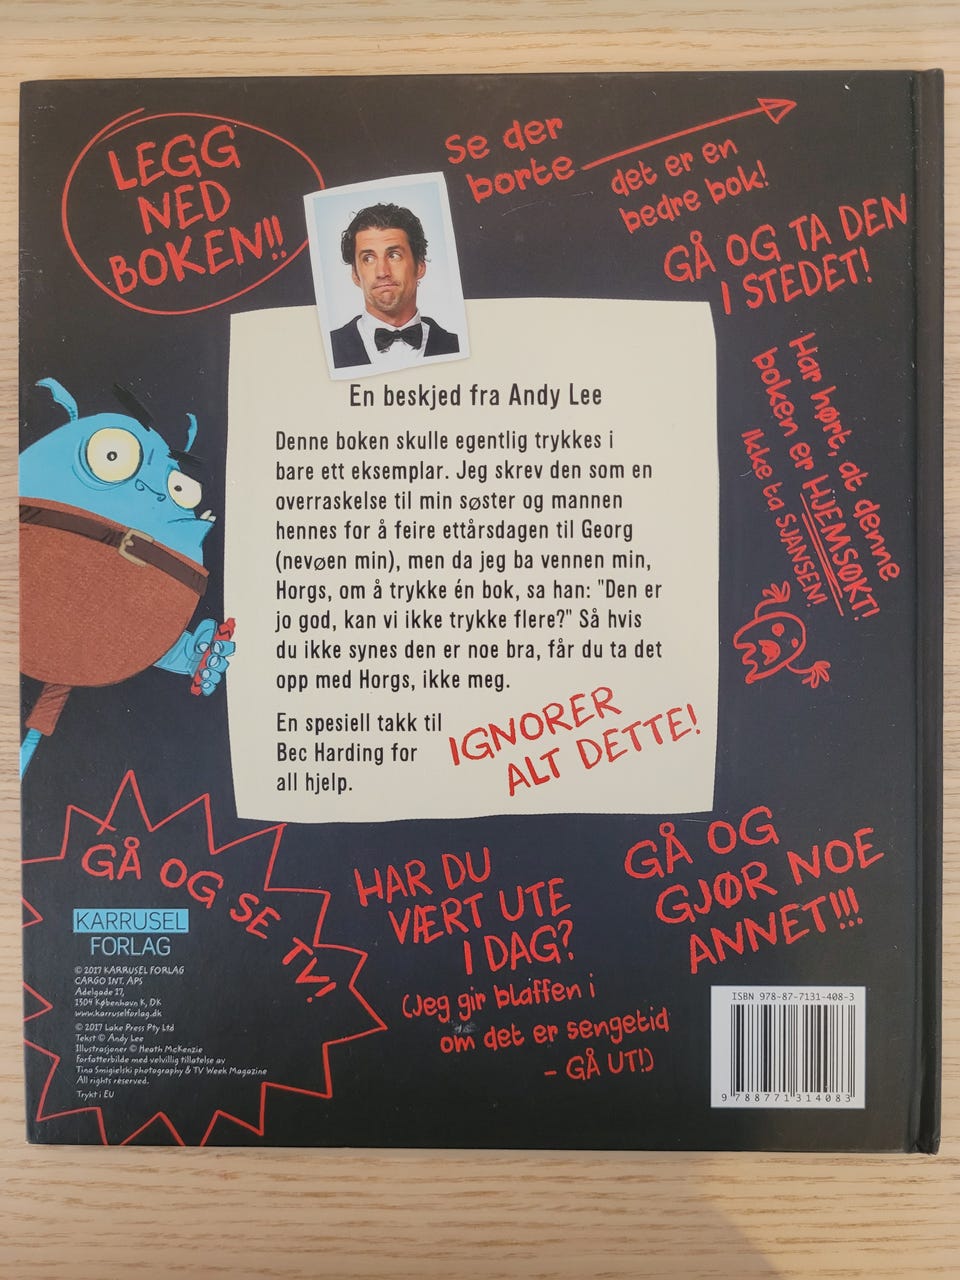 LEGG
NED
BOKEN!!
Se der
borte
det er en
bedre bok!
GÅ OG TA DEN
I STEDET!
Har hørt, at denne
boken er HJEMSØKT!
Ikke ta SJANSEN!
En beskjed fra Andy Lee
Denne boken skulle egentlig trykkes i
bare ett eksemplar. Jeg skrev den som en
overraskelse til min søster og mannen
hennes for å feire ettårsdagen til Georg
(nevøen min), men da jeg ba vennen min,
Horgs, om å trykke én bok, sa han: "Den er
jo god, kan vi ikke trykke flere?" Så hvis
du ikke synes den er noe bra, får du ta det
opp med Horgs, ikke meg.
En spesiell takk til
Bec Harding for
all hjelp.
IGNORER
ALT DETTE!
GÅ OG SE TV!
HAR DU
VÆRT UTE
I DAG?
(Jeg gir blaffen i
om det er sengetid
– GÅ UT!)
GÅ OG
GJØR NOE
ANNET!!!
KARRUSEL
FORLAG
© 2017 KARRUSEL FORLAG
CARGO INT. APS
Adelgade 17,
1304 København K, DK
www.karruselforlag.dk
© 2017 Lake Press Pty Ltd
Tekst © Andy Lee
Illustrasjoner © Heath McKenzie
Forfatterbilde med velvillig tillatelse av
Tina Smigielski photography & TV Week Magazine
All rights reserved.
Trykt i EU
ISBN 978-87-7131-408-3
9 788771 314083